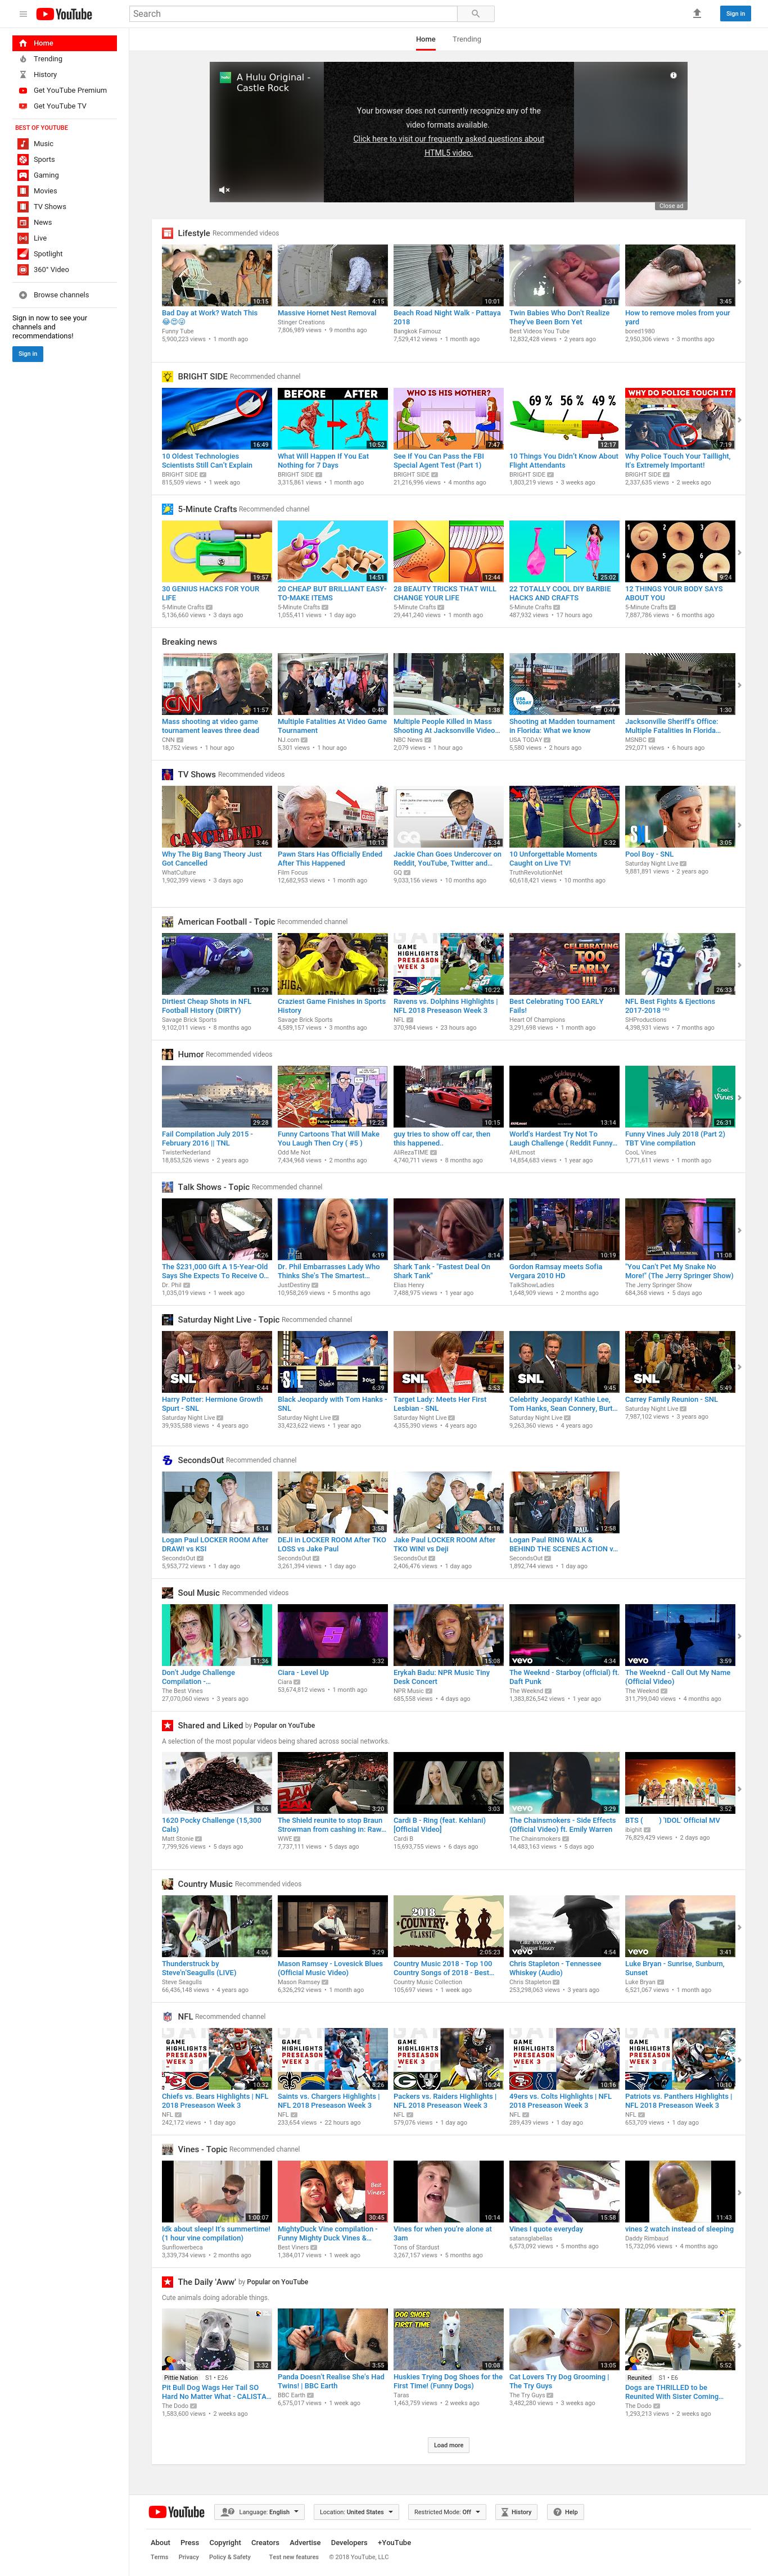 YouTube
Search
Sign in
Home
Trending
History
Get YouTube Premium
Get YouTube TV
BEST OF YOUTUBE
Music
Sports
Gaming
Movies
TV Shows
News
Live
Spotlight
360° Video
Browse channels
Sign in now to see your
channels and
recommendations!
Sign in
Home Trending
A Hulu Original -
Castle Rock
Your browser does not currently recognize any of the
video formats available.
Click here to visit our frequently asked questions about
HTML5 video.
Close ad
Lifestyle Recommended videos
10:15 4:15 10:01 1:31 3:45
Bad Day at Work? Watch This
Funny Tube
5,900,223 views • 1 month ago
Massive Hornet Nest Removal
Stinger Creations
7,806,989 views • 9 months ago
Beach Road Night Walk - Pattaya
2018
Bangkok Famouz
7,529,412 views • 1 month ago
Twin Babies Who Don't Realize
They've Been Born Yet
Best Videos You Tube
12,832,428 views • 2 years ago
How to remove moles from your
yard
bored1980
2,950,306 views • 3 months ago
BRIGHT SIDE Recommended channel
16:49
BEFORE AFTER
10:52
WHO IS HIS MOTHER?
7:47
69 % 56 % 49 %
12:17
WHY DO POLICE TOUCH IT?
7:19
10 Oldest Technologies
Scientists Still Can't Explain
BRIGHT SIDE
815,509 views • 1 week ago
What Will Happen If You Eat
Nothing for 7 Days
BRIGHT SIDE
3,315,861 views • 1 month ago
See If You Can Pass the FBI
Special Agent Test (Part 1)
BRIGHT SIDE
21,216,996 views • 4 months ago
10 Things You Didn't Know About
Flight Attendants
BRIGHT SIDE
1,803,219 views • 3 weeks ago
Why Police Touch Your Taillight,
It's Extremely Important!
BRIGHT SIDE
2,337,635 views • 2 weeks ago
5-Minute Crafts Recommended channel
19:57 14:51 12:44 25:02
1 2 3
4 5 6
9:24
30 GENIUS HACKS FOR YOUR
LIFE
5-Minute Crafts
5,136,660 views • 3 days ago
20 CHEAP BUT BRILLIANT EASY-
TO-MAKE ITEMS
5-Minute Crafts
1,055,411 views • 1 day ago
28 BEAUTY TRICKS THAT WILL
CHANGE YOUR LIFE
5-Minute Crafts
29,441,240 views • 1 month ago
22 TOTALLY COOL DIY BARBIE
HACKS AND CRAFTS
5-Minute Crafts
487,932 views • 17 hours ago
12 THINGS YOUR BODY SAYS
ABOUT YOU
5-Minute Crafts
7,887,786 views • 6 months ago
Breaking news
CNN
11:57 0:48 1:38
USA TODAY
0:49 1:30
Mass shooting at video game
tournament leaves three dead
CNN
18,752 views • 1 hour ago
Multiple Fatalities At Video Game
Tournament
NJ.com
5,301 views • 1 hour ago
Multiple People Killed in Mass
Shooting At Jacksonville Video...
NBC News
2,079 views • 1 hour ago
Shooting at Madden tournament
in Florida: What we know
USA TODAY
5,580 views • 2 hours ago
Jacksonville Sheriff's Office:
Multiple Fatalities In Florida...
MSNBC
292,071 views • 6 hours ago
TV Shows Recommended videos
CANCELLED
3:46 10:13
GQ
5:34 5:32 3:05
Why The Big Bang Theory Just
Got Cancelled
WhatCulture
1,902,399 views • 3 days ago
Pawn Stars Has Officially Ended
After This Happened
Film Focus
12,682,953 views • 1 month ago
Jackie Chan Goes Undercover on
Reddit, YouTube, Twitter and...
GQ
9,033,156 views • 10 months ago
10 Unforgettable Moments
Caught on Live TV!
TruthRevolutionNet
60,618,421 views • 10 months ago
Pool Boy - SNL
Saturday Night Live
9,881,891 views • 2 years ago
American Football - Topic Recommended channel
11:29 11:33
GAME
HIGHLIGHTS
PRESEASON
WEEK 3
10:22
CELEBRATING
TOO
EARLY
!!!!
7:31 26:33
Dirtiest Cheap Shots in NFL
Football History (DIRTY)
Savage Brick Sports
9,102,011 views • 8 months ago
Craziest Game Finishes in Sports
History
Savage Brick Sports
4,589,157 views • 3 months ago
Ravens vs. Dolphins Highlights |
NFL 2018 Preseason Week 3
NFL
370,984 views • 23 hours ago
Best Celebrating TOO EARLY
Fails!
Heart Of Champions
3,291,698 views • 1 month ago
NFL Best Fights & Ejections
2017-2018 ᴴᴰ
SHProductions
4,398,931 views • 7 months ago
Humor Recommended videos
29:28
Funny Cartoons
12:25 10:15 13:14
Cool
Vines
26:31
Fail Compilation July 2015 -
February 2016 || TNL
TwisterNederland
18,853,526 views • 2 years ago
Funny Cartoons That Will Make
You Laugh Then Cry ( #5 )
Odd Me Not
7,434,968 views • 2 months ago
guy tries to show off car, then
this happened..
AliRezaTIME
4,740,711 views • 8 months ago
World's Hardest Try Not To
Laugh Challenge ( Reddit Funny...
AHLmost
14,854,683 views • 1 year ago
Funny Vines July 2018 (Part 2)
TBT Vine compilation
CooL Vines
1,771,611 views • 1 month ago
Talk Shows - Topic Recommended channel
4:26 6:19 8:14 10:19 11:08
The $231,000 Gift A 15-Year-Old
Says She Expects To Receive O...
Dr. Phil
1,035,019 views • 1 week ago
Dr. Phil Embarrasses Lady Who
Thinks She's The Smartest...
JustDestiny
10,958,269 views • 5 months ago
Shark Tank - "Fastest Deal On
Shark Tank"
Elias Henry
7,488,975 views • 1 year ago
Gordon Ramsay meets Sofia
Vergara 2010 HD
TalkShowLadies
1,648,909 views • 2 months ago
"You Can't Pet My Snake No
More!" (The Jerry Springer Show)
The Jerry Springer Show
684,368 views • 5 days ago
Saturday Night Live - Topic Recommended channel
SNL 5:44
SNL Shanice Doug 6:39
SNL 5:53
SNL 9:45
SNL 5:49
Harry Potter: Hermione Growth
Spurt - SNL
Saturday Night Live
39,935,588 views • 4 years ago
Black Jeopardy with Tom Hanks -
SNL
Saturday Night Live
33,423,622 views • 1 year ago
Target Lady: Meets Her First
Lesbian - SNL
Saturday Night Live
4,355,390 views • 4 years ago
Celebrity Jeopardy! Kathie Lee,
Tom Hanks, Sean Connery, Burt...
Saturday Night Live
9,263,360 views • 4 years ago
Carrey Family Reunion - SNL
Saturday Night Live
7,987,102 views • 3 years ago
SecondsOut Recommended channel
5:14 3:58 4:18 12:58
Logan Paul LOCKER ROOM After
DRAW! vs KSI
SecondsOut
5,953,772 views • 1 day ago
DEJI in LOCKER ROOM After TKO
LOSS vs Jake Paul
SecondsOut
3,261,394 views • 1 day ago
Jake Paul LOCKER ROOM After
TKO WIN! vs Deji
SecondsOut
2,406,476 views • 1 day ago
Logan Paul RING WALK &
BEHIND THE SCENES ACTION v...
SecondsOut
1,892,744 views • 1 day ago
Soul Music Recommended videos
11:36 3:32 15:08
vevo 4:34
vevo 3:59
Don't Judge Challenge
Compilation -...
The Best Vines
27,070,060 views • 3 years ago
Ciara - Level Up
Ciara
53,674,812 views • 1 month ago
Erykah Badu: NPR Music Tiny
Desk Concert
NPR Music
685,558 views • 4 days ago
The Weeknd - Starboy (official) ft.
Daft Punk
The Weeknd
1,383,826,542 views • 1 year ago
The Weeknd - Call Out My Name
(Official Video)
The Weeknd
311,799,040 views • 4 months ago
Shared and Liked by Popular on YouTube
A selection of the most popular videos being shared across social networks.
8:06
RAW
3:20 3:03
vevo 3:29 3:52
1620 Pocky Challenge (15,300
Cals)
Matt Stonie
7,799,926 views • 5 days ago
The Shield reunite to stop Braun
Strowman from cashing in: Raw...
WWE
7,737,111 views • 5 days ago
Cardi B - Ring (feat. Kehlani)
[Official Video]
Cardi B
15,693,755 views • 6 days ago
The Chainsmokers - Side Effects
(Official Video) ft. Emily Warren
The Chainsmokers
14,483,163 views • 5 days ago
BTS ( ) 'IDOL' Official MV
ibighit
76,829,429 views • 2 days ago
Country Music Recommended videos
4:06 3:29
2018
COUNTRY
CLASSIC
2:05:23
vevo 4:54
vevo 3:41
Thunderstruck by
Steve'n'Seagulls (LIVE)
Steve Seagulls
66,436,148 views • 4 years ago
Mason Ramsey - Lovesick Blues
(Official Music Video)
Mason Ramsey
6,326,292 views • 1 month ago
Country Music 2018 - Top 100
Country Songs of 2018 - Best...
Country Music Collection
105,697 views • 1 week ago
Chris Stapleton - Tennessee
Whiskey (Audio)
Chris Stapleton
253,298,063 views • 3 years ago
Luke Bryan - Sunrise, Sunburn,
Sunset
Luke Bryan
6,521,067 views • 1 month ago
NFL Recommended channel
GAME
HIGHLIGHTS
PRESEASON
WEEK 3
10:32
GAME
HIGHLIGHTS
PRESEASON
WEEK 3
8:26
GAME
HIGHLIGHTS
PRESEASON
WEEK 3
10:24
GAME
HIGHLIGHTS
PRESEASON
WEEK 3
10:16
GAME
HIGHLIGHTS
PRESEASON
WEEK 3
10:10
Chiefs vs. Bears Highlights | NFL
2018 Preseason Week 3
NFL
242,172 views • 1 day ago
Saints vs. Chargers Highlights |
NFL 2018 Preseason Week 3
NFL
233,654 views • 22 hours ago
Packers vs. Raiders Highlights |
NFL 2018 Preseason Week 3
NFL
579,076 views • 1 day ago
49ers vs. Colts Highlights | NFL
2018 Preseason Week 3
NFL
289,439 views • 1 day ago
Patriots vs. Panthers Highlights |
NFL 2018 Preseason Week 3
NFL
653,709 views • 1 day ago
Vines - Topic Recommended channel
1:00:07
Best
Viners
30:45 10:14 15:58 11:43
Idk about sleep! It's summertime!
(1 hour vine compilation)
Sunflowerbeca
3,339,734 views • 2 months ago
MightyDuck Vine compilation -
Funny Mighty Duck Vines &...
Best Viners
1,384,017 views • 1 week ago
Vines for when you're alone at
3am
Tons of Stardust
3,267,157 views • 5 months ago
Vines I quote everyday
satansglabellas
6,573,092 views • 5 months ago
vines 2 watch instead of sleeping
Daddy Rimbaud
15,732,096 views • 4 months ago
The Daily 'Aww' by Popular on YouTube
Cute animals doing adorable things.
3:32 3:55
DOG SHOES
FIRST TIME
10:08 13:05 5:52
Pittie Nation S1 • E26
Pit Bull Dog Wags Her Tail SO
Hard No Matter What - CALISTA...
The Dodo
1,583,600 views • 2 weeks ago
Panda Doesn't Realise She's Had
Twins! | BBC Earth
BBC Earth
6,575,017 views • 1 week ago
Huskies Trying Dog Shoes for the
First Time! (Funny Dogs)
Taras
1,463,759 views • 2 weeks ago
Cat Lovers Try Dog Grooming |
The Try Guys
The Try Guys
3,482,280 views • 3 weeks ago
Reunited S1 • E6
Dogs are THRILLED to be
Reunited With Sister Coming...
The Dodo
1,293,213 views • 2 weeks ago
Load more
YouTube
Language: English
Location: United States
Restricted Mode: Off
History
Help
About Press Copyright Creators Advertise Developers +YouTube
Terms Privacy Policy & Safety Test new features © 2018 YouTube, LLC